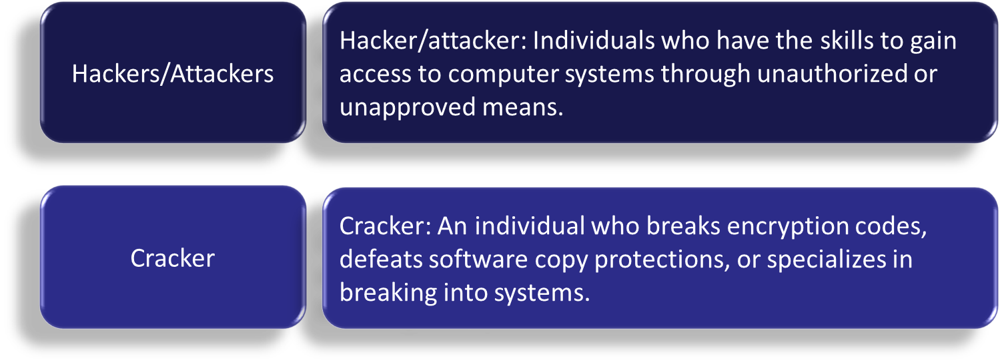 Hackers/Attackers
Hacker/attacker: Individuals who have the skills to gain
access to computer systems through unauthorized or
unapproved means.
Cracker
Cracker: An individual who breaks encryption codes,
defeats software copy protections, or specializes in
breaking into systems.